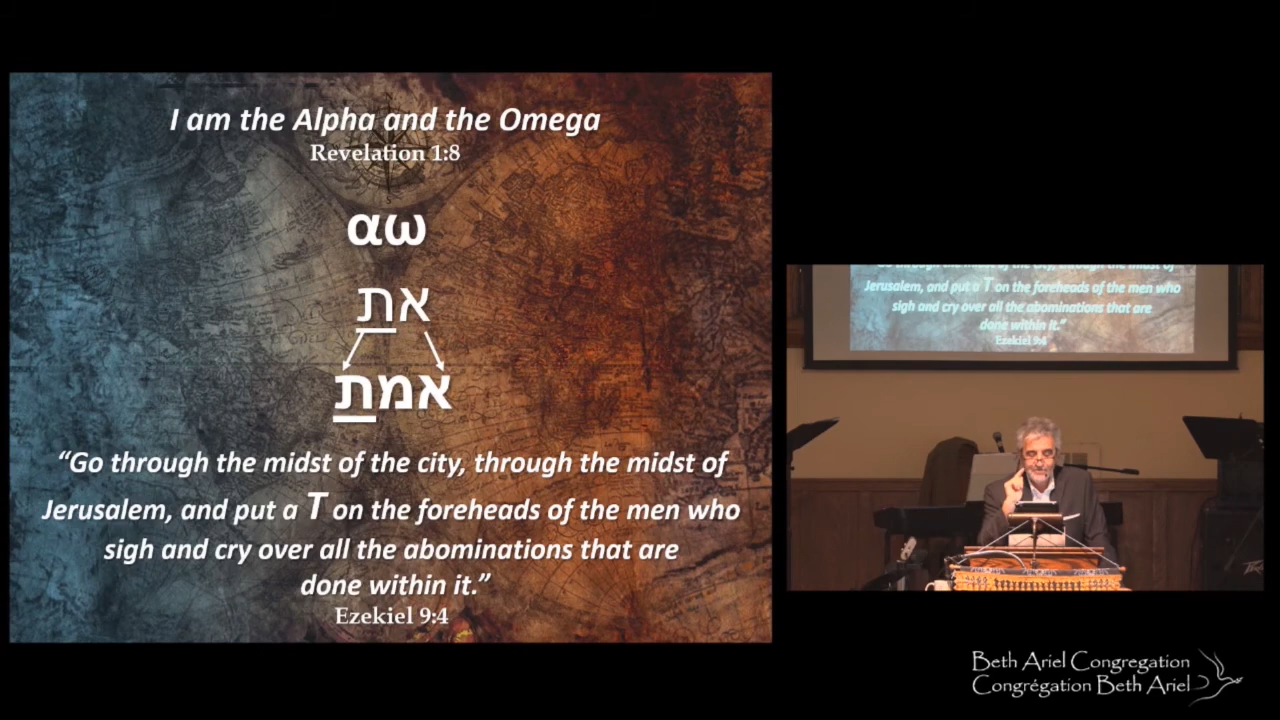 I am the Alpha and the Omega
Revelation 1:8
αω
את
אמת
“Go through the midst of the city, through the midst of
Jerusalem, and put a T on the foreheads of the men who
sigh and cry over all the abominations that are
done within it.”
Ezekiel 9:4
Jerusalem, and put a T on the foreheads of the men who
sigh and cry over all the abominations that are
done within it.”
Ezekiel 9:4
Beth Ariel Congregation
Congrégation Beth Ariel